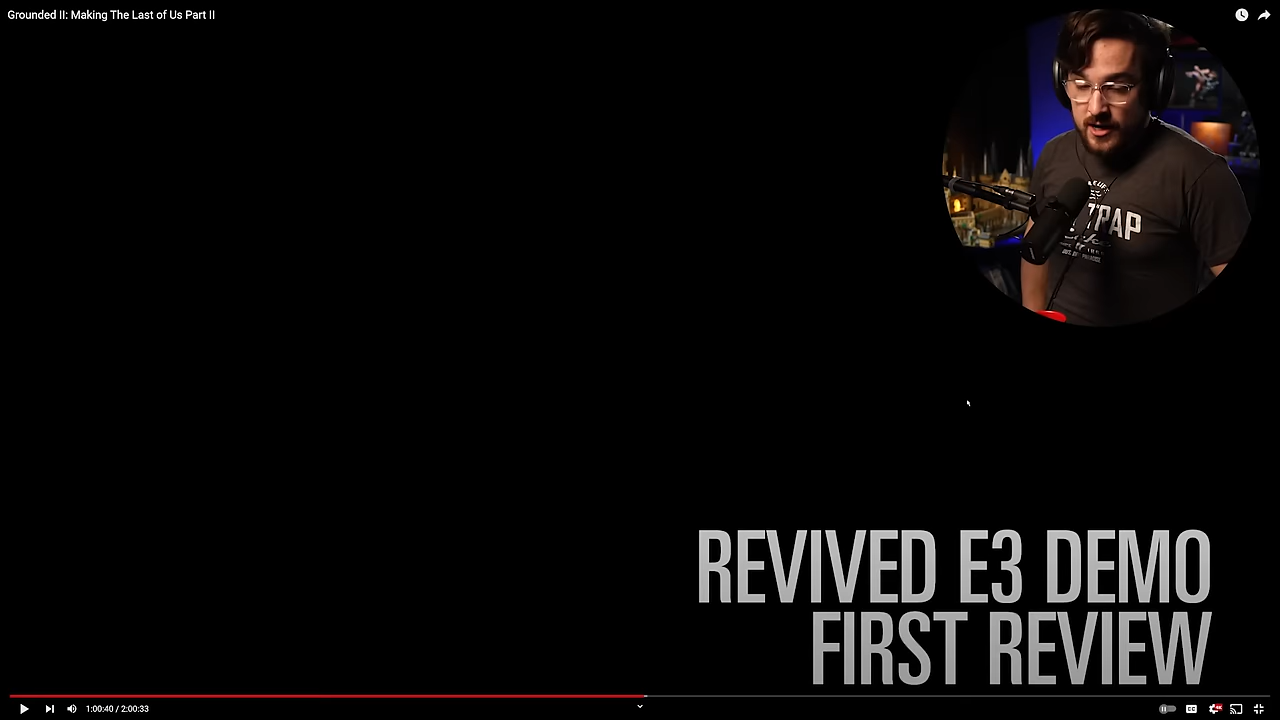 Grounded II: Making The Last of Us Part II
TRAP
REVIVED E3 DEMO
FIRST REVIEW
1:00:40 / 2:00:33